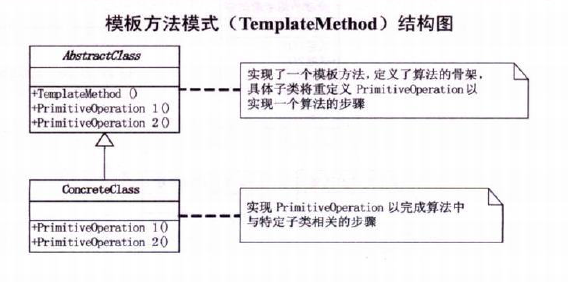 模板方法模式（TemplateMethod）结构图
AbstractClass
+TemplateMethod ()
+PrimitiveOperation 1()
+PrimitiveOperation 2()
实现了一个模板方法，定义了算法的骨架，
具体子类将重定义 PrimitiveOperation 以
实现一个算法的步骤
ConcreteClass
+PrimitiveOperation 1()
+PrimitiveOperation 2()
实现 PrimitiveOperation 以完成算法中
与特定子类相关的步骤